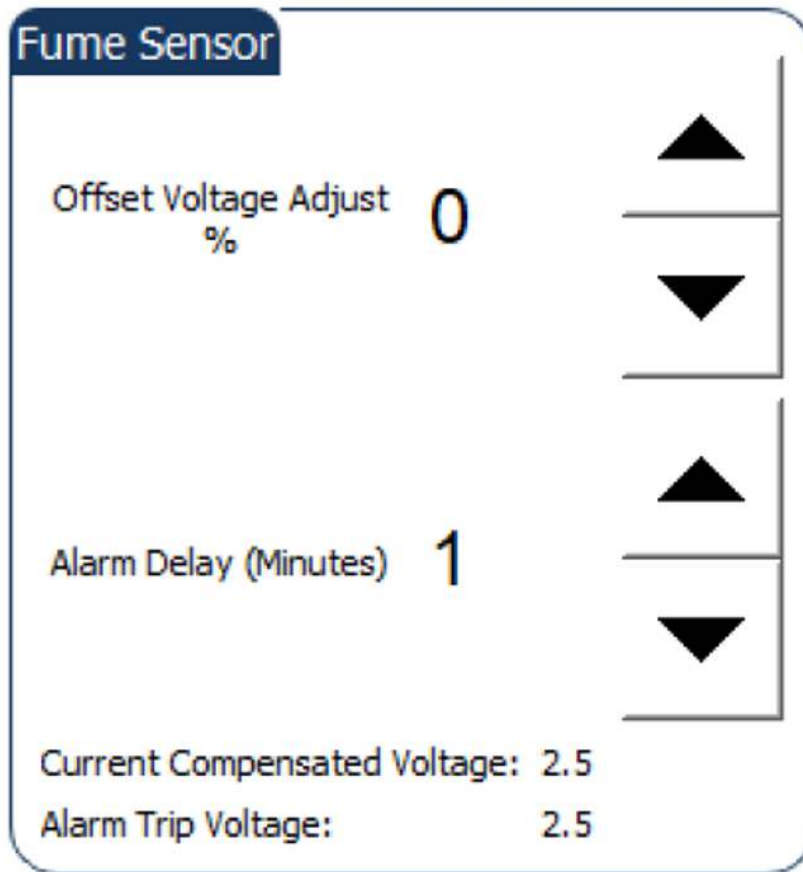 Fume Sensor
Offset Voltage Adjust 0
%
Alarm Delay (Minutes) 1
Current Compensated Voltage: 2.5
Alarm Trip Voltage: 2.5